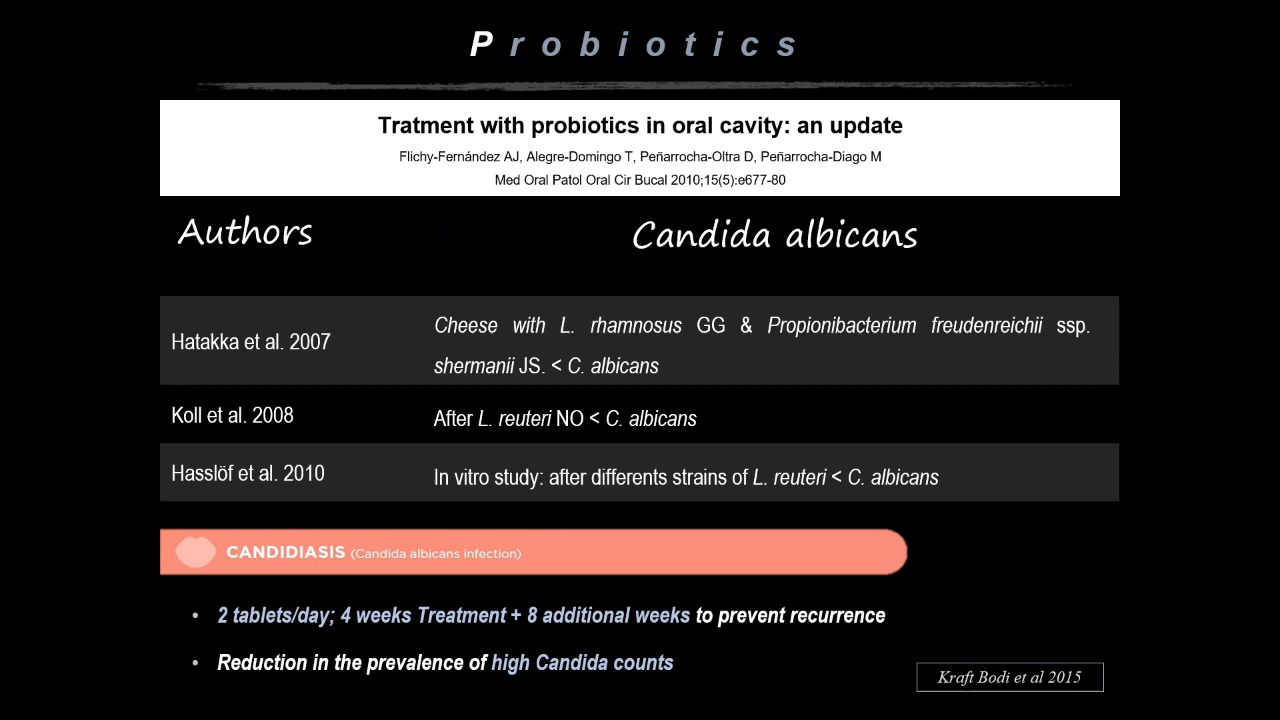 Probiotics
Tratment with probiotics in oral cavity: an update
Flichy-Fernández AJ, Alegre-Domingo T, Peñarrocha-Oltra D, Peñarrocha-Diago M
Med Oral Patol Oral Cir Bucal 2010;15(5):e677-80
Authors
Candida albicans
Hatakka et al. 2007
Cheese with L. rhamnosus GG & Propionibacterium freudenreichii ssp.
shermanii JS. < C. albicans
Koll et al. 2008
After L. reuteri NO < C. albicans
Hasslöf et al. 2010
In vitro study: after differents strains of L. reuteri < C. albicans
CANDIDIASIS (Candida albicans infection)
• 2 tablets/day; 4 weeks Treatment + 8 additional weeks to prevent recurrence
• Reduction in the prevalence of high Candida counts
Kraft Bodi et al 2015